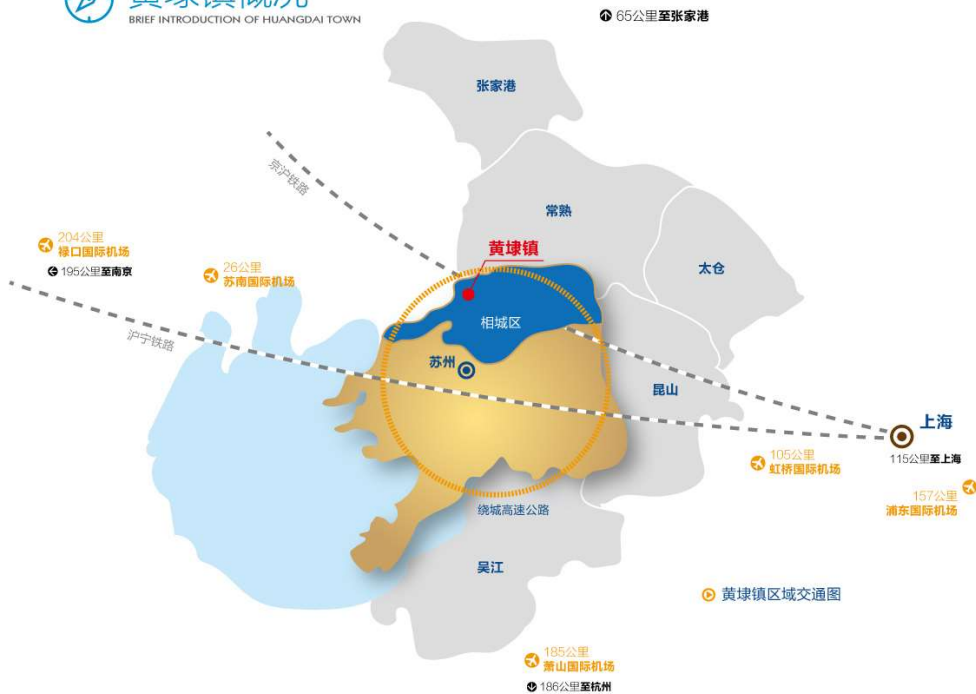 黄埭镇概况
BRIEF INTRODUCTION OF HUANGDAI TOWN
65公里至张家港
张家港
京沪铁路
常熟
204公里
禄口国际机场
195公里至南京
26公里
苏南国际机场
黄埭镇
太仓
相城区
沪宁铁路
苏州
昆山
上海
115公里至上海
105公里
虹桥国际机场
157公里
浦东国际机场
绕城高速公路
吴江
黄埭镇区域交通图
185公里
萧山国际机场
186公里至杭州